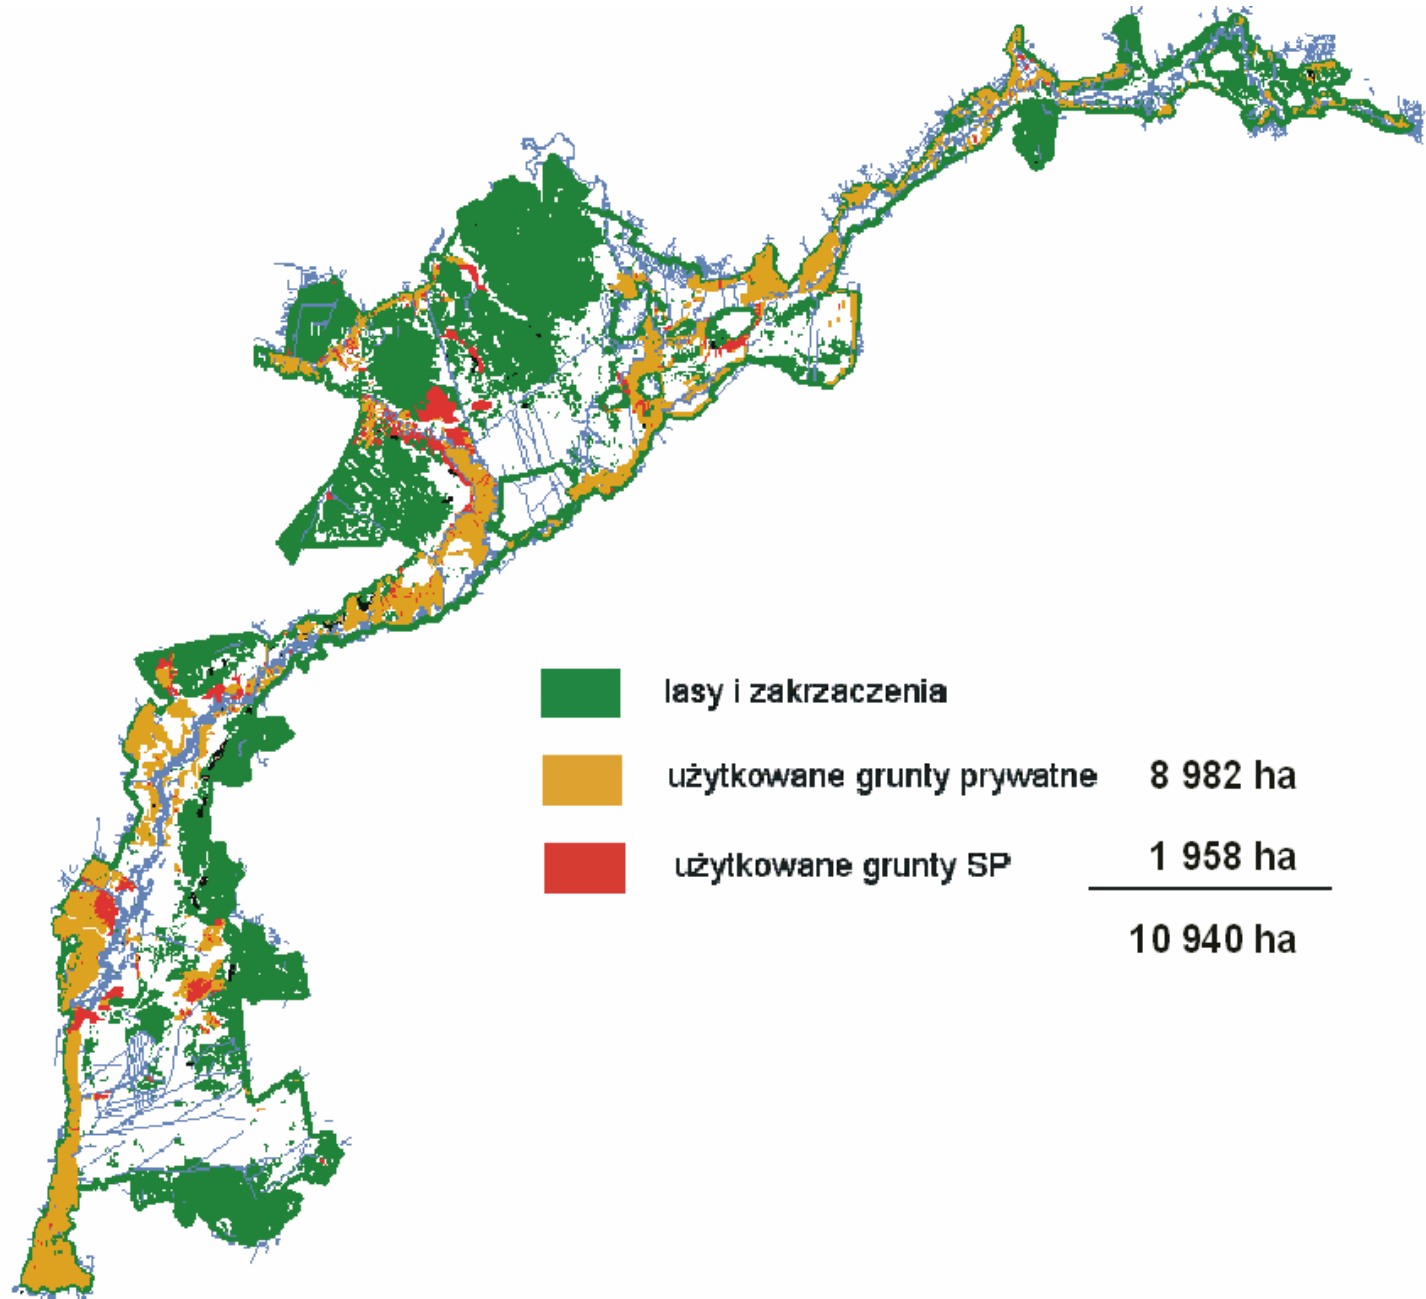 lasy i zakrzaczenia
użytkowane grunty prywatne 8 982 ha
użytkowane grunty SP 1 958 ha
10 940 ha